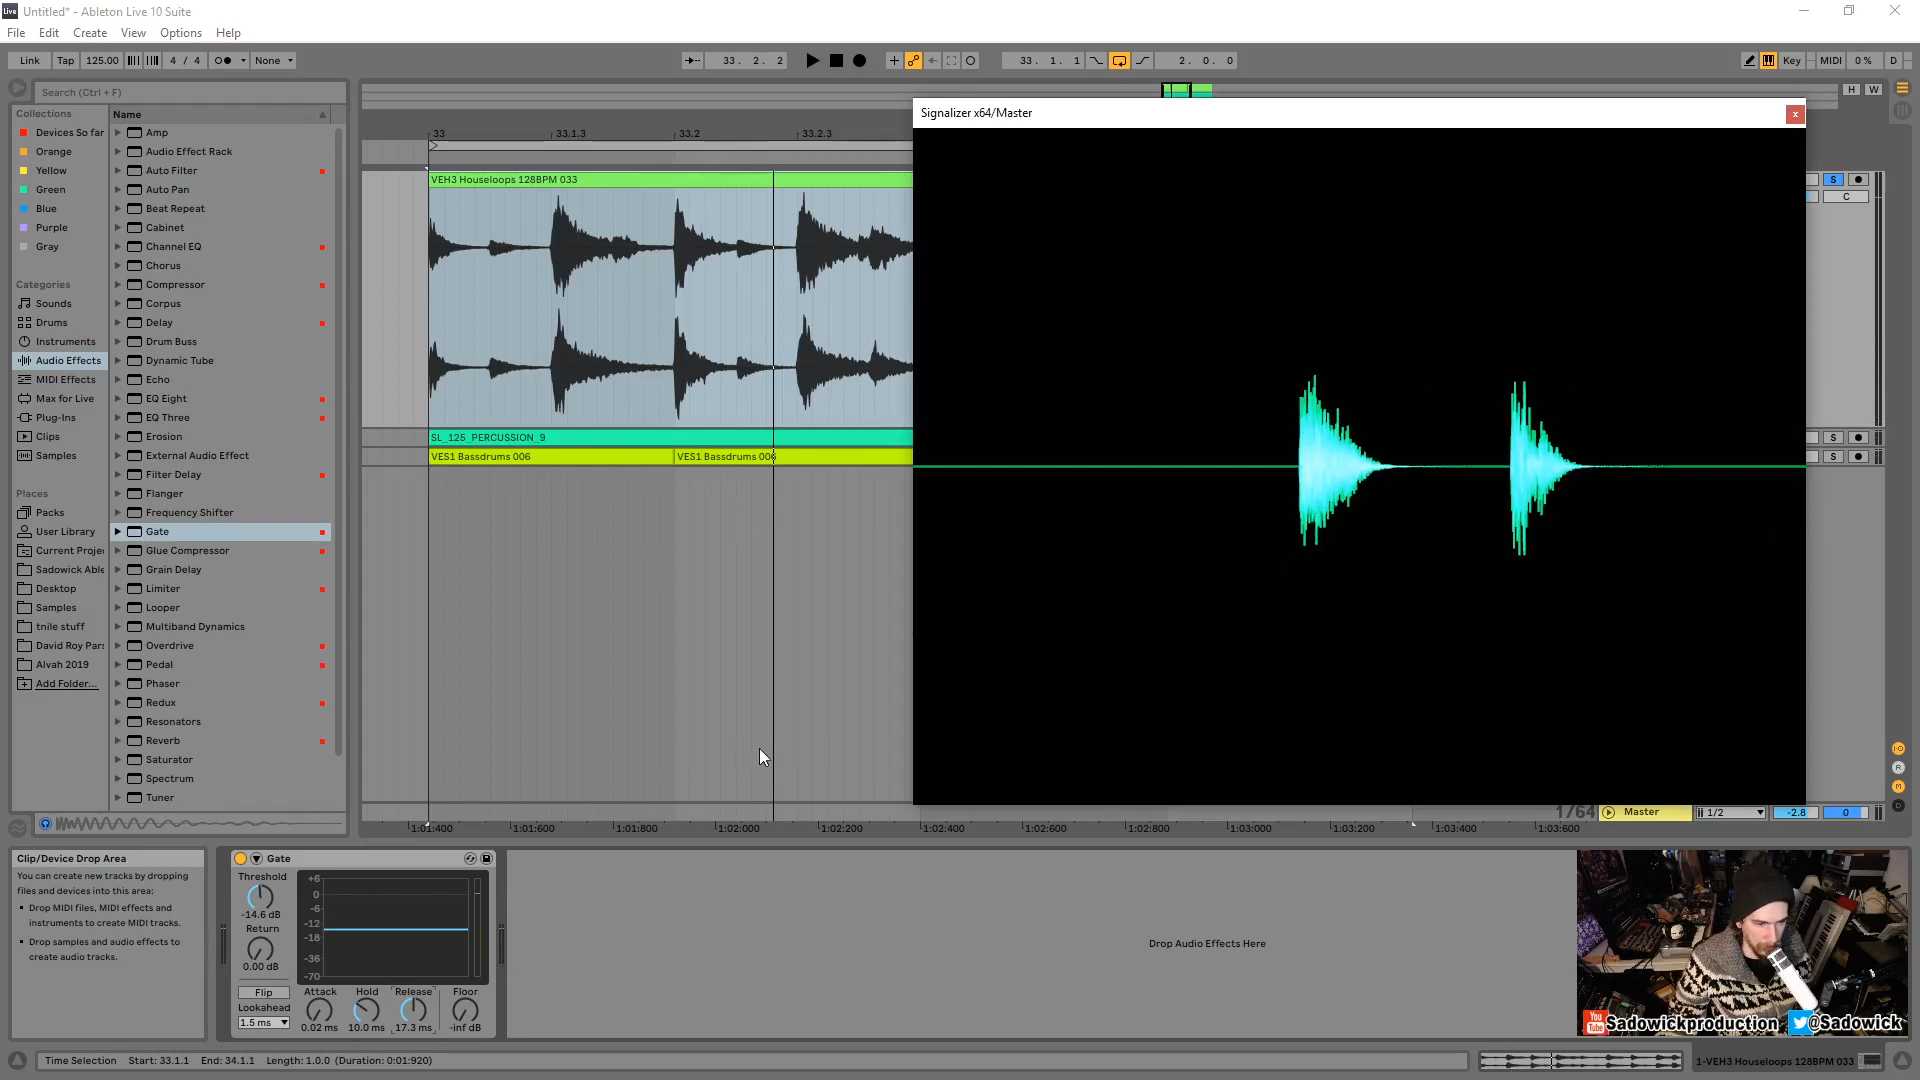 Live Untitled* - Ableton Live 10 Suite
File Edit Create View Options Help
Link Tap 125.00 4 / 4 None 33. 2. 2 33. 1. 1 2. 0. 0 Key MIDI 0 % D
Search (Ctrl + F)
H W
Collections
Devices So far
Orange
Yellow
Green
Blue
Purple
Gray
Categories
Sounds
Drums
Instruments
Audio Effects
MIDI Effects
Max for Live
Plug-Ins
Clips
Samples
Places
Packs
User Library
Current Projec
Sadowick Able
Desktop
Samples
tnile stuff
David Roy Pars
Alvah 2019
Add Folder...
Name
Amp
Audio Effect Rack
Auto Filter
Auto Pan
Beat Repeat
Cabinet
Channel EQ
Chorus
Compressor
Corpus
Delay
Drum Buss
Dynamic Tube
Echo
EQ Eight
EQ Three
Erosion
External Audio Effect
Filter Delay
Flanger
Frequency Shifter
Gate
Glue Compressor
Grain Delay
Limiter
Looper
Multiband Dynamics
Overdrive
Pedal
Phaser
Redux
Resonators
Reverb
Saturator
Spectrum
Tuner
33 33.1.3 33.2 33.2.3
VEH3 Houseloops 128BPM 033
SL_125_PERCUSSION_9
VES1 Bassdrums 006 VES1 Bassdrums 006
Signalizer x64/Master
x
S
C
S
S
I·O
R
M
D
1/64 Master 1/2 -2.8 0
1:01:400 1:01:600 1:01:800 1:02:000 1:02:200 1:02:400 1:02:600 1:02:800 1:03:000 1:03:200 1:03:400 1:03:600
Clip/Device Drop Area
You can create new tracks by dropping
files and devices into this area:
Drop MIDI files, MIDI effects and
instruments to create MIDI tracks.
Drop samples and audio effects to
create audio tracks.
Gate
Threshold
-14.6 dB
Return
0.00 dB
Flip
Lookahead
1.5 ms
+6
0
-6
-12
-18
-36
-70
Attack Hold Release Floor
0.02 ms 10.0 ms 17.3 ms -inf dB
Drop Audio Effects Here
You Tube Sadowickproduction @Sadowick
Time Selection Start: 33.1.1 End: 34.1.1 Length: 1.0.0 (Duration: 0:01:920)
1-VEH3 Houseloops 128BPM 033